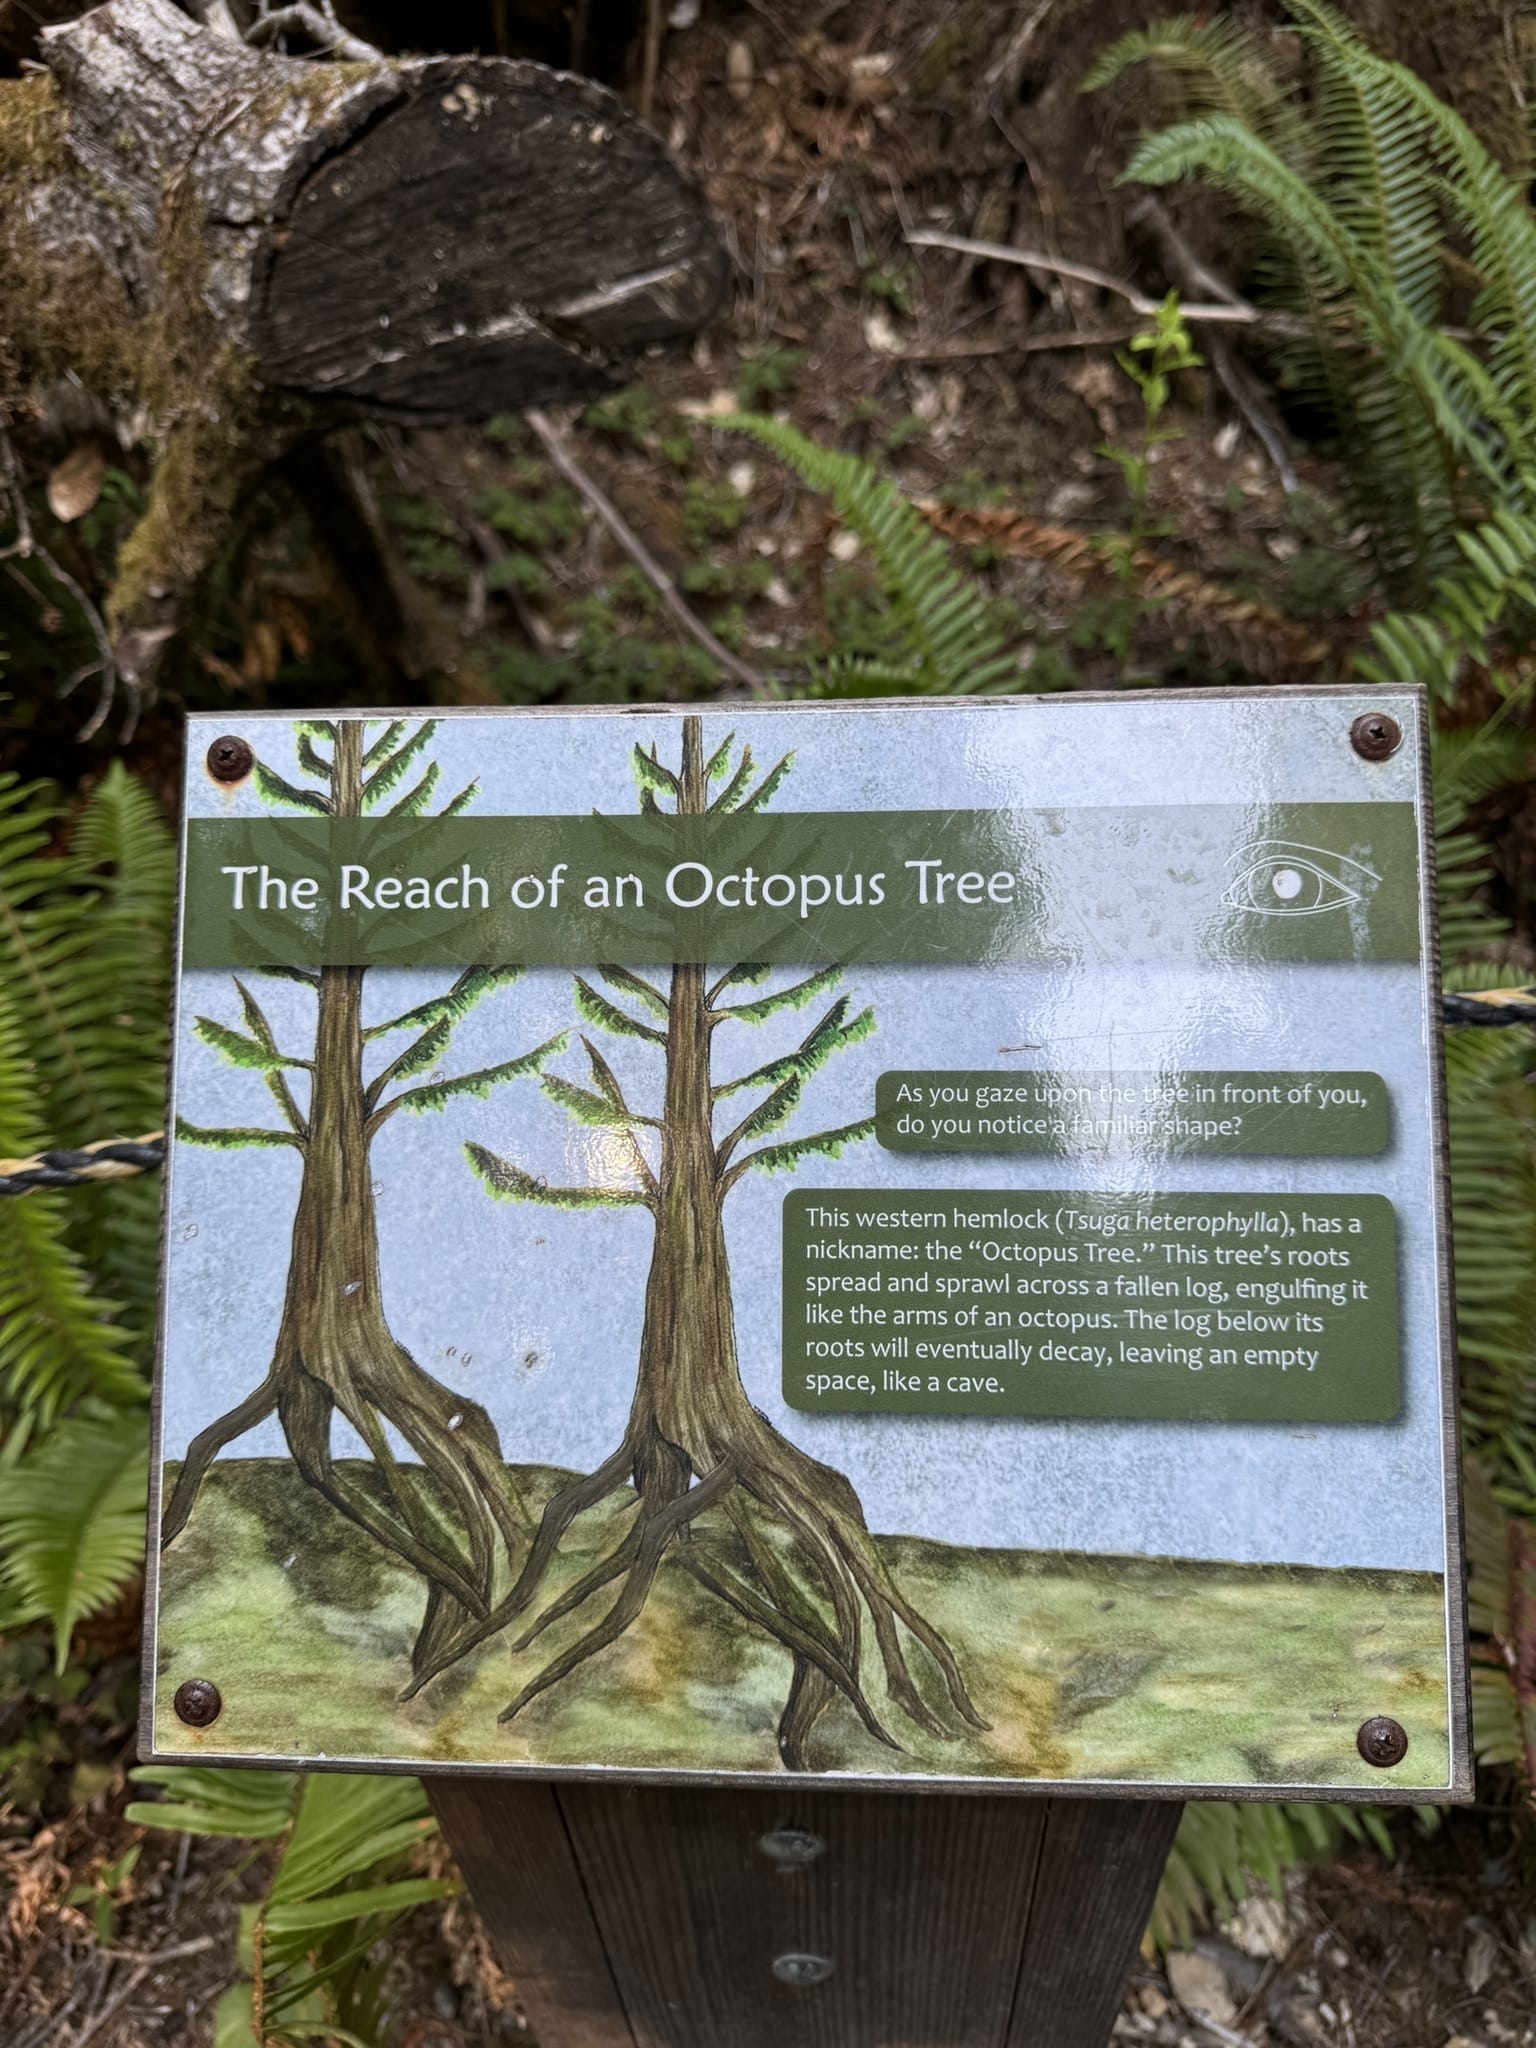 The Reach of an Octopus Tree
As you gaze upon the tree in front of you,
do you notice a familiar shape?
This western hemlock (Tsuga heterophylla), has a
nickname: the “Octopus Tree.” This tree’s roots
spread and sprawl across a fallen log, engulfing it
like the arms of an octopus. The log below its
roots will eventually decay, leaving an empty
space, like a cave.